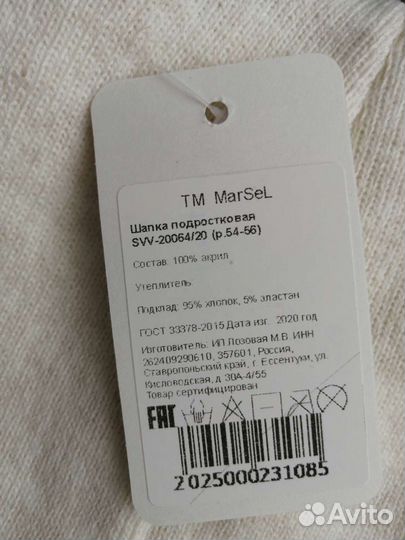 TM MarSeL
Шапка подростковая
SVV-20064/20 (р.54-56)
Состав: 100% акрил
Утеплитель:
Подклад: 95% хлопок, 5% эластан
ГОСТ 33378-2015 Дата изг.: 2020 год
Изготовитель: ИП Лозовая М.В. ИНН
262409290610, 357601, Россия,
Ставропольский край, г. Ессентуки, ул.
Кисловодская, д. 30А-4/55
Товар сертифицирован
EAC
2025000231085
Avito